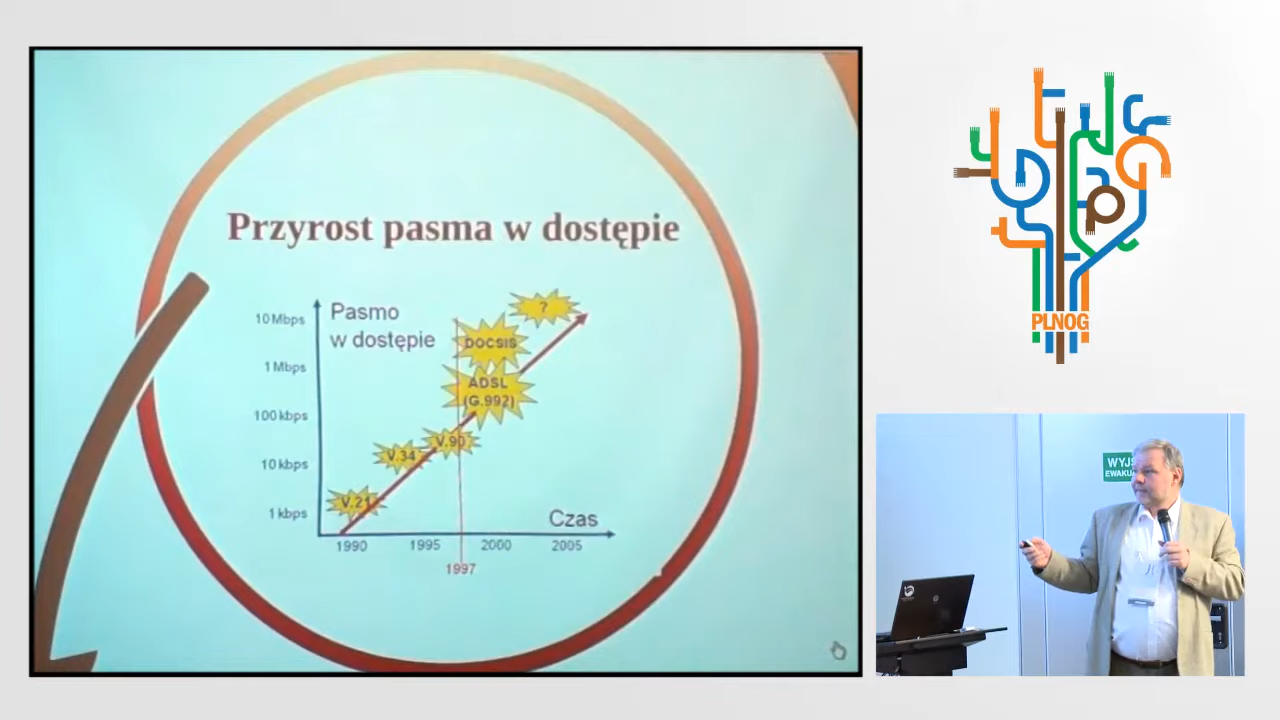 Przyrost pasma w dostępie
Pasmo
w dostępie
10 Mbps
1 Mbps
100 kbps
10 kbps
1 kbps
?
DOCSIS
ADSL
(G.992)
V.90
V.34
V.21
Czas
1990
1995
2000
2005
1997
PLNOG
WYJŚ
EWAKU